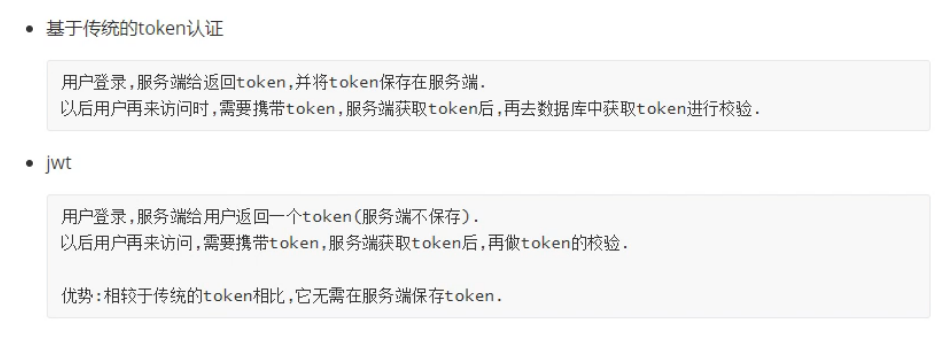 基于传统的token认证
用户登录,服务端给返回token,并将token保存在服务端.
以后用户再来访问时,需要携带token,服务端获取token后,再去数据库中获取token进行校验.
jwt
用户登录,服务端给用户返回一个token(服务端不保存).
以后用户再来访问,需要携带token,服务端获取token后,再做token的校验.
优势:相较于传统的token相比,它无需在服务端保存token.